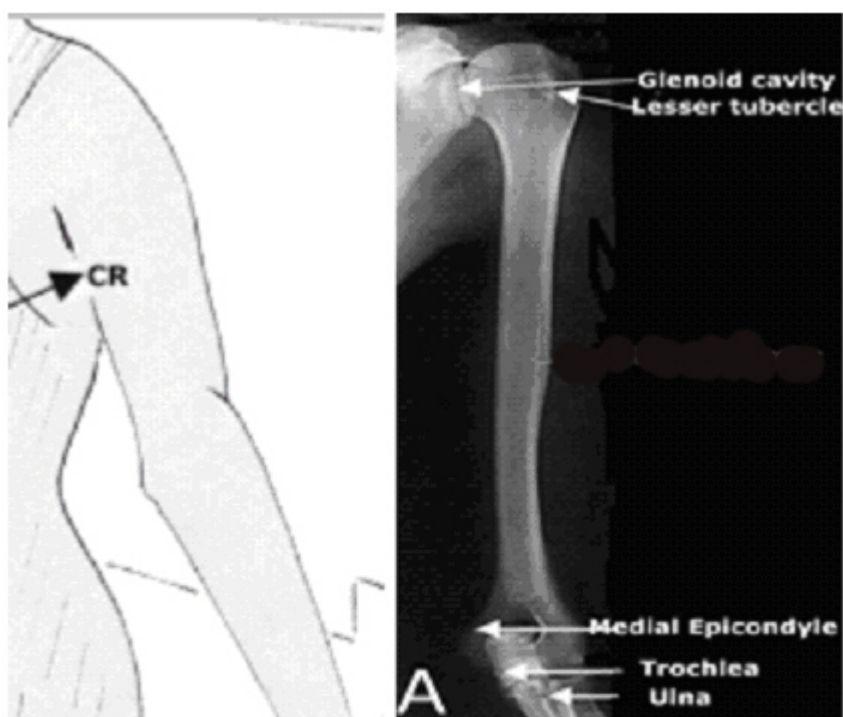 CR
Glenoid cavity
Lesser tubercle
Medial Epicondyle
Trochlea
Ulna
A